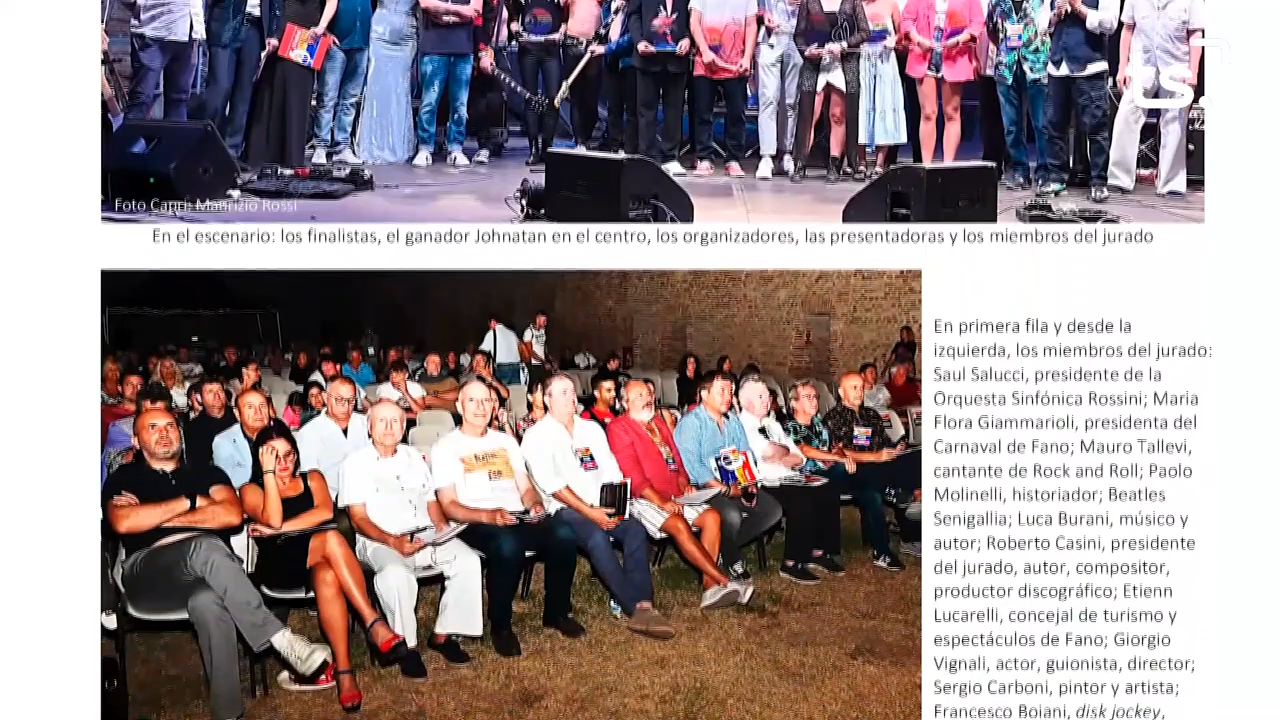 ts.
Foto Capri: Maurizio Rossi
En el escenario: los finalistas, el ganador Johnatan en el centro, los organizadores, las presentadoras y los miembros del jurado
En primera fila y desde la
izquierda, los miembros del jurado:
Saul Salucci, presidente de la
Orquesta Sinfónica Rossini; Maria
Flora Giammarioli, presidenta del
Carnaval de Fano; Mauro Tallevi,
cantante de Rock and Roll; Paolo
Molinelli, historiador; Beatles
Senigallia; Luca Burani, músico y
autor; Roberto Casini, presidente
del jurado, autor, compositor,
productor discográfico; Etienn
Lucarelli, concejal de turismo y
espectáculos de Fano; Giorgio
Vignali, actor, guionista, director;
Sergio Carboni, pintor y artista;
Francesco Boiani, disk jockey,